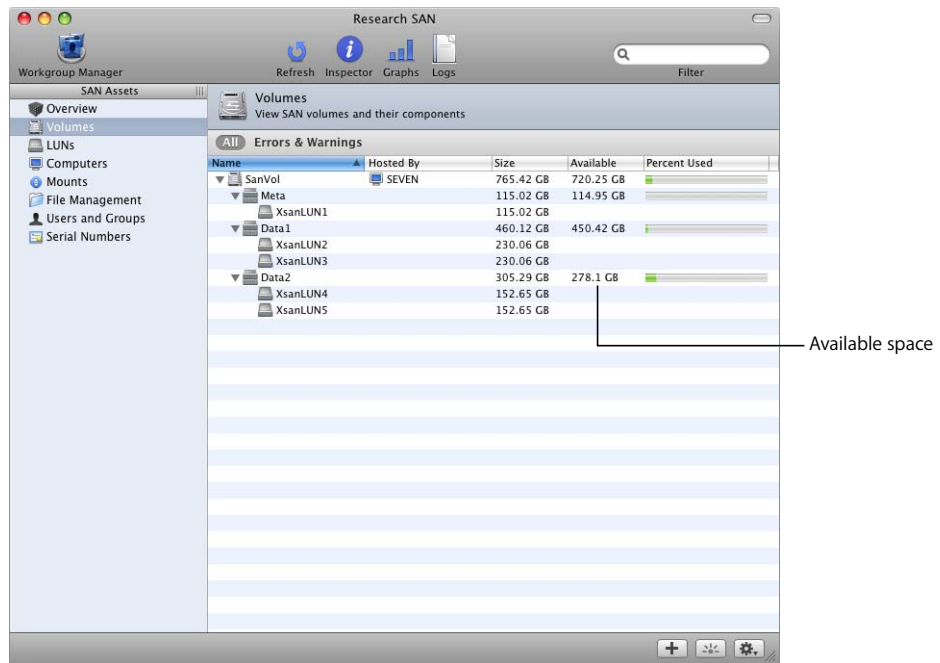 Research SAN
Workgroup Manager
Refresh Inspector Graphs Logs
Filter
SAN Assets
Overview
Volumes
LUNs
Computers
Mounts
File Management
Users and Groups
Serial Numbers
Volumes
View SAN volumes and their components
All Errors & Warnings
Name Hosted By Size Available Percent Used
SanVol SEVEN 765.42 GB 720.25 GB
Meta 115.02 GB 114.95 GB
XsanLUN1 115.02 GB
Data1 460.12 GB 450.42 GB
XsanLUN2 230.06 GB
XsanLUN3 230.06 GB
Data2 305.29 GB 278.1 GB
XsanLUN4 152.65 GB
XsanLUN5 152.65 GB
Available space